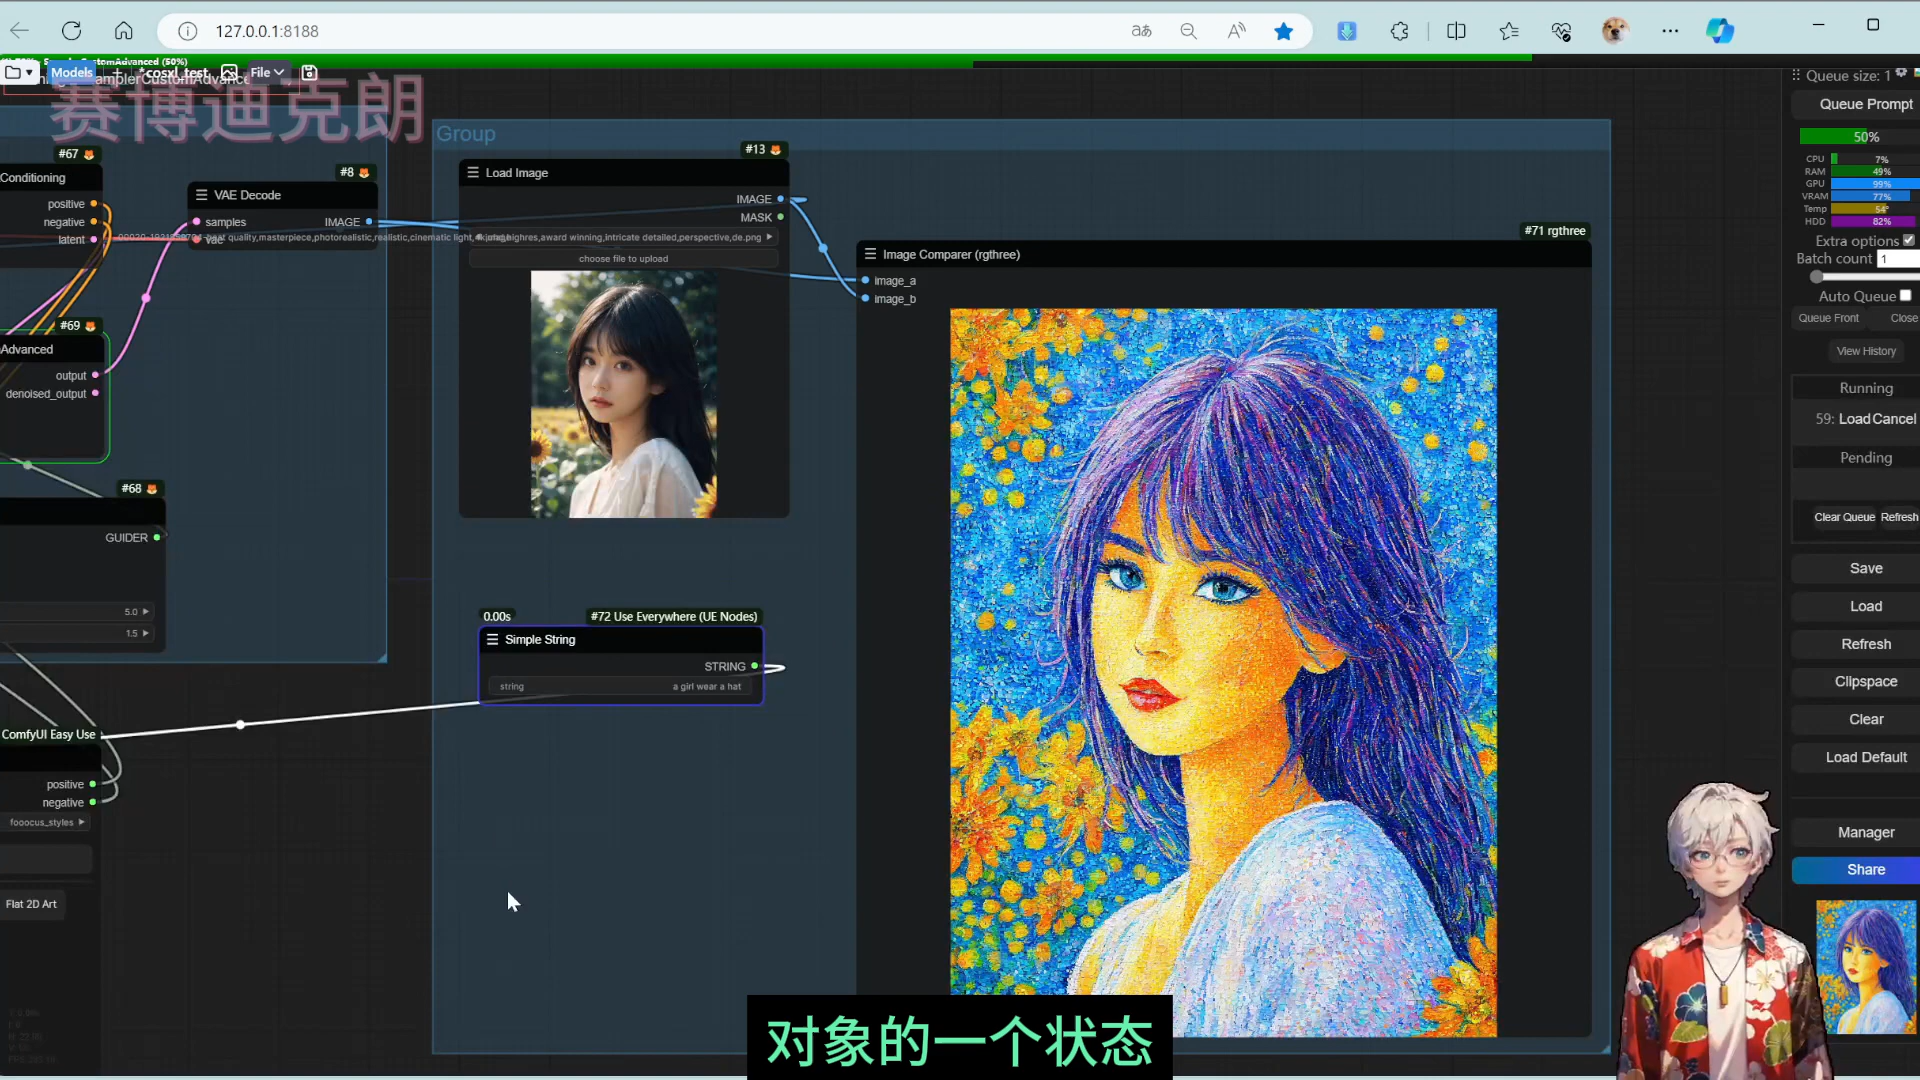 127.0.0.1:8188
Models
*cosxl_test
File
赛博迪克朗
Queue size: 1
Queue Prompt
50%
CPU 7%
RAM 49%
GPU 99%
VRAM 77%
Temp 54°
HDD 82%
Extra options
Batch count 1
Auto Queue
Queue Front
Close
View History
Running
59: Load Cancel
Pending
Clear Queue
Refresh
Save
Load
Refresh
Clipspace
Clear
Load Default
Manager
Share
Group
#67
Conditioning
positive
negative
latent
#8
VAE Decode
samples
IMAGE
vae
#13
Load Image
IMAGE
MASK
choose file to upload
#71 rgthree
Image Comparer (rgthree)
image_a
image_b
#69
Advanced
output
denoised_output
#68
GUIDER
5.0
1.5
0.00s
#72 Use Everywhere (UE Nodes)
Simple String
STRING
string
a girl wear a hat
ComfyUI Easy Use
positive
negative
fooocus_styles
Flat 2D Art
对象的一个状态